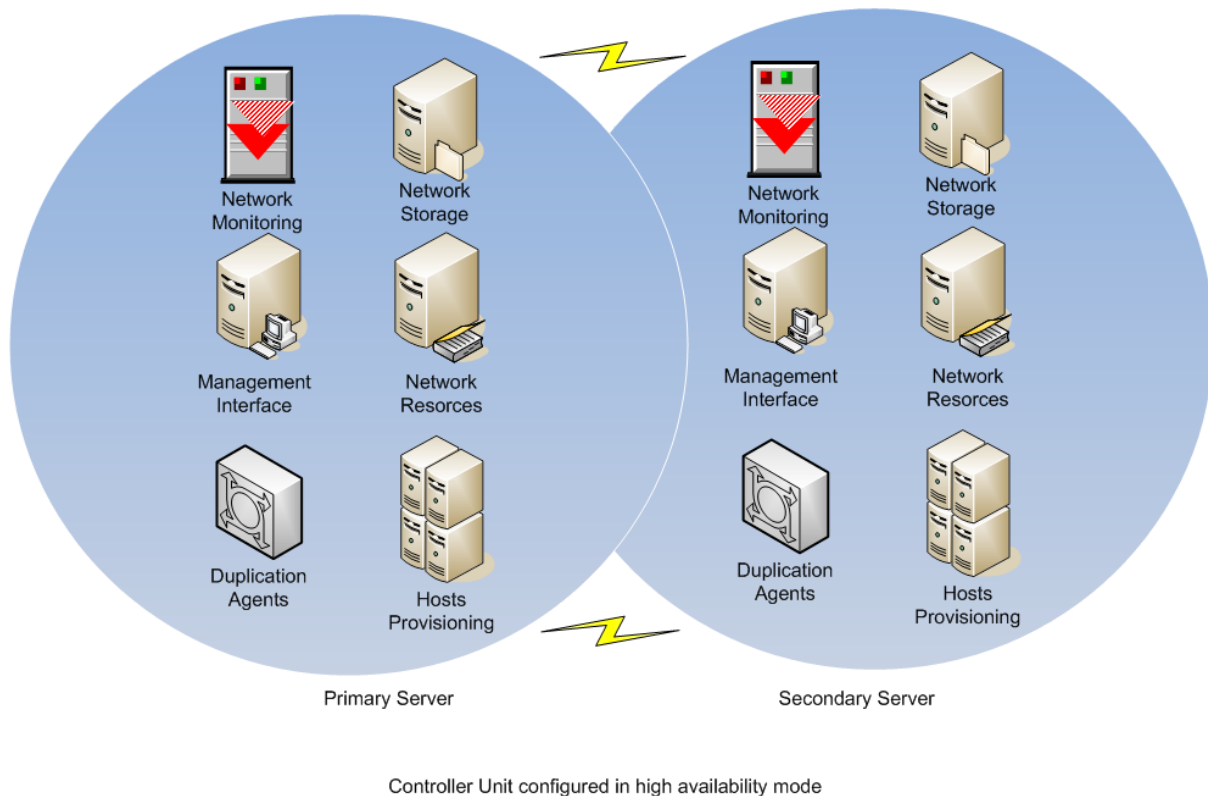 Network
Monitoring
Network
Storage
Management
Interface
Network
Resorces
Duplication
Agents
Hosts
Provisioning
Primary Server
Network
Monitoring
Network
Storage
Management
Interface
Network
Resorces
Duplication
Agents
Hosts
Provisioning
Secondary Server
Controller Unit configured in high availability mode